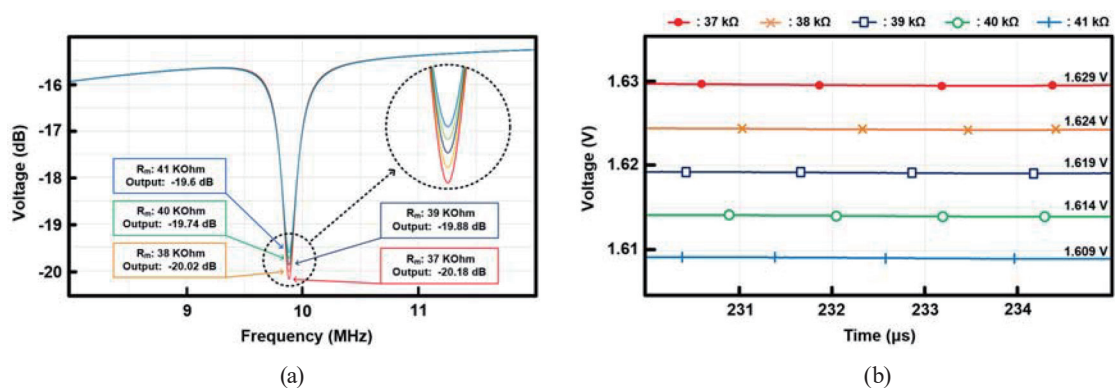 -16
-17
-18
-19
-20
Voltage (dB)
Rm: 41 KOhm
Output: -19.6 dB
Rm: 40 KOhm
Output: -19.74 dB
Rm: 38 KOhm
Output: -20.02 dB
Rm: 39 KOhm
Output: -19.88 dB
Rm: 37 KOhm
Output: -20.18 dB
9 10 11
Frequency (MHz)
(a)
: 37 kΩ : 38 kΩ : 39 kΩ : 40 kΩ : 41 kΩ
1.63
1.62
1.61
Voltage (V)
1.629 V
1.624 V
1.619 V
1.614 V
1.609 V
231 232 233 234
Time (µs)
(b)